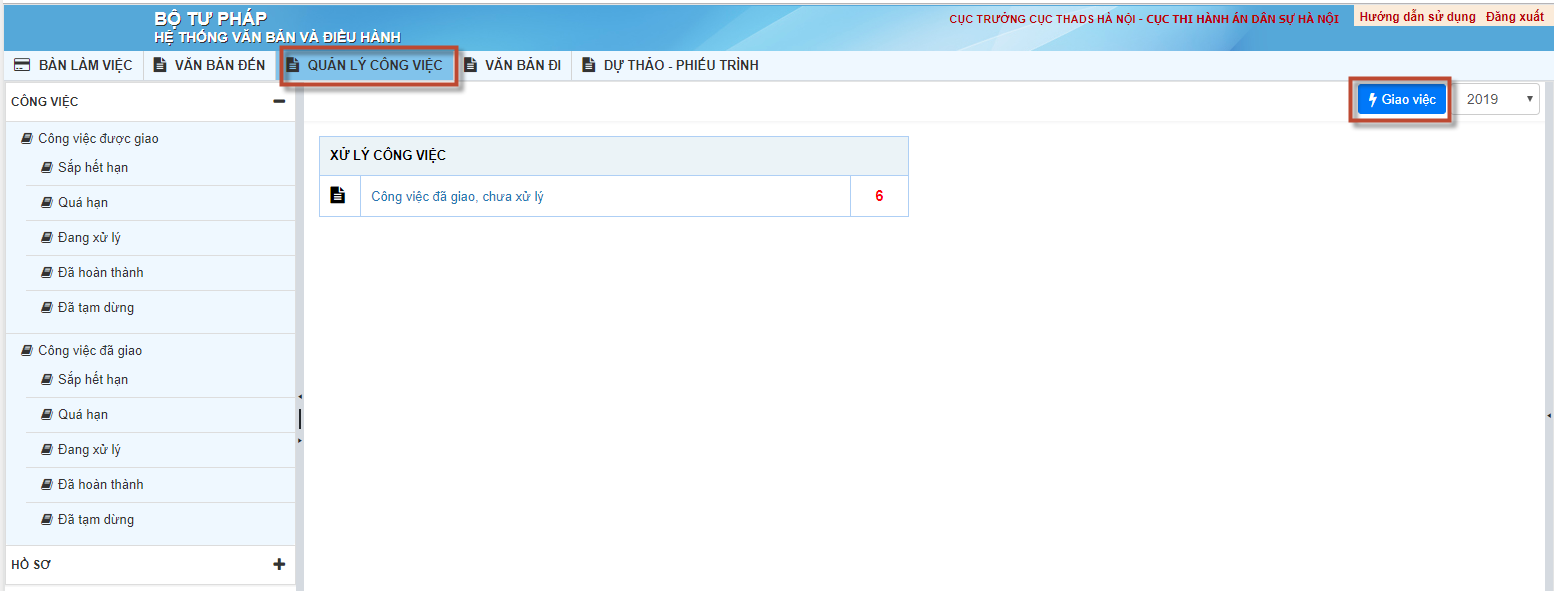 BỘ TƯ PHÁP
HỆ THỐNG VĂN BẢN VÀ ĐIỀU HÀNH
CỤC TRƯỞNG CỤC THADS HÀ NỘI - CỤC THI HÀNH ÁN DÂN SỰ HÀ NỘI
Hướng dẫn sử dụng Đăng xuất
BÀN LÀM VIỆC VĂN BẢN ĐẾN QUẢN LÝ CÔNG VIỆC VĂN BẢN ĐI DỰ THẢO - PHIẾU TRÌNH
CÔNG VIỆC
Công việc được giao
Sắp hết hạn
Quá hạn
Đang xử lý
Đã hoàn thành
Đã tạm dừng
Công việc đã giao
Sắp hết hạn
Quá hạn
Đang xử lý
Đã hoàn thành
Đã tạm dừng
HỒ SƠ
Giao việc 2019
XỬ LÝ CÔNG VIỆC
Công việc đã giao, chưa xử lý 6